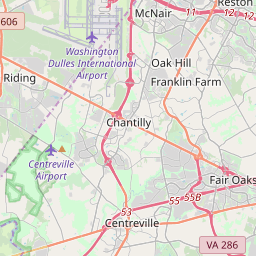 Reston
McNair
11
12
12
606
Washington
Dulles International
Airport
Oak Hill
Riding
Franklin Farm
Chantilly
Centreville
Airport
Fair Oaks
55
55B
53
Centreville
VA 286